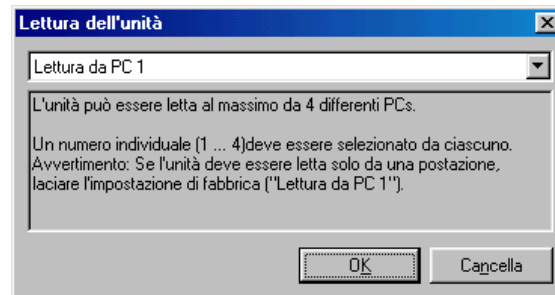 Lettura dell'unità
Lettura da PC 1
L'unità può essere letta al massimo da 4 differenti PCs.
Un numero individuale (1 ... 4)deve essere selezionato da ciascuno.
Avvertimento: Se l'unità deve essere letta solo da una postazione,
laciare l'impostazione di fabbrica ("Lettura da PC 1").
OK
Cancella